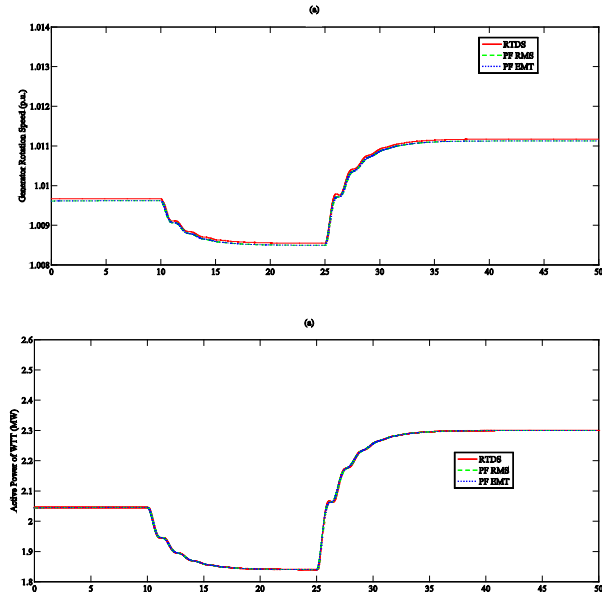 (a)
1.014
1.013
1.012
1.011
1.01
1.009
1.008
Generator Rotation Speed (p.u.)
RTDS
PF RMS
PF EMT
0 5 10 15 20 25 30 35 40 45 50
(a)
2.6
2.5
2.4
2.3
2.2
2.1
2
1.9
1.8
Active Power of WTT (MW)
RTDS
PF RMS
PF EMT
0 5 10 15 20 25 30 35 40 45 50